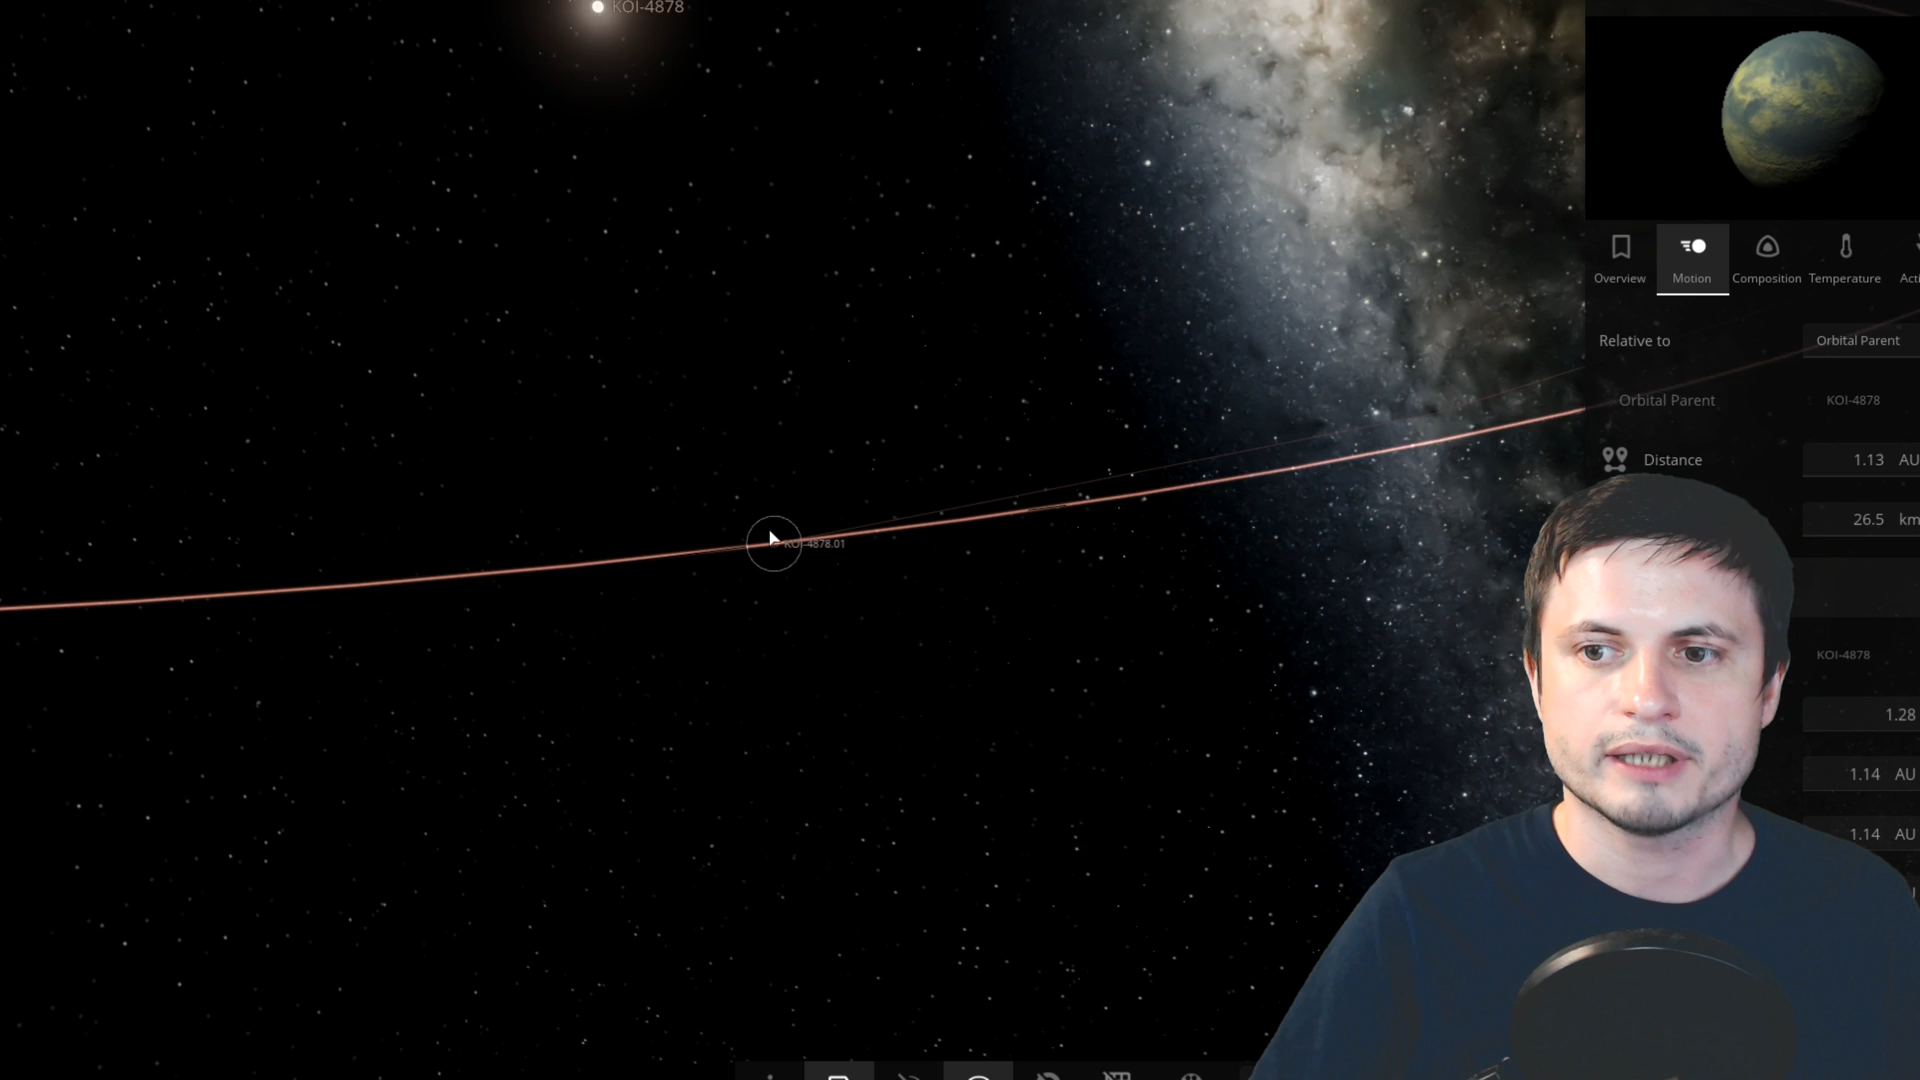 KOI-4878
Overview
Motion
Composition
Temperature
Acti
Relative to
Orbital Parent
Orbital Parent
KOI-4878
Distance
1.13 AU
26.5 km
KOI-4878.01
KOI-4878
1.28
1.14 AU
1.14 AU